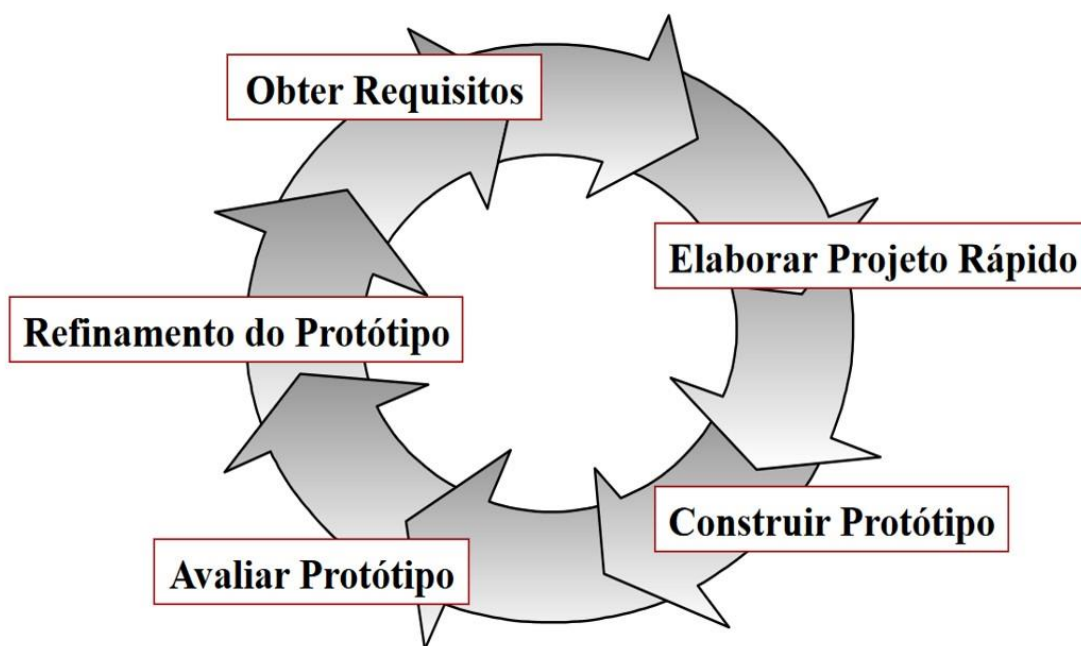 Obter Requisitos
Elaborar Projeto Rápido
Refinamento do Protótipo
Construir Protótipo
Avaliar Protótipo